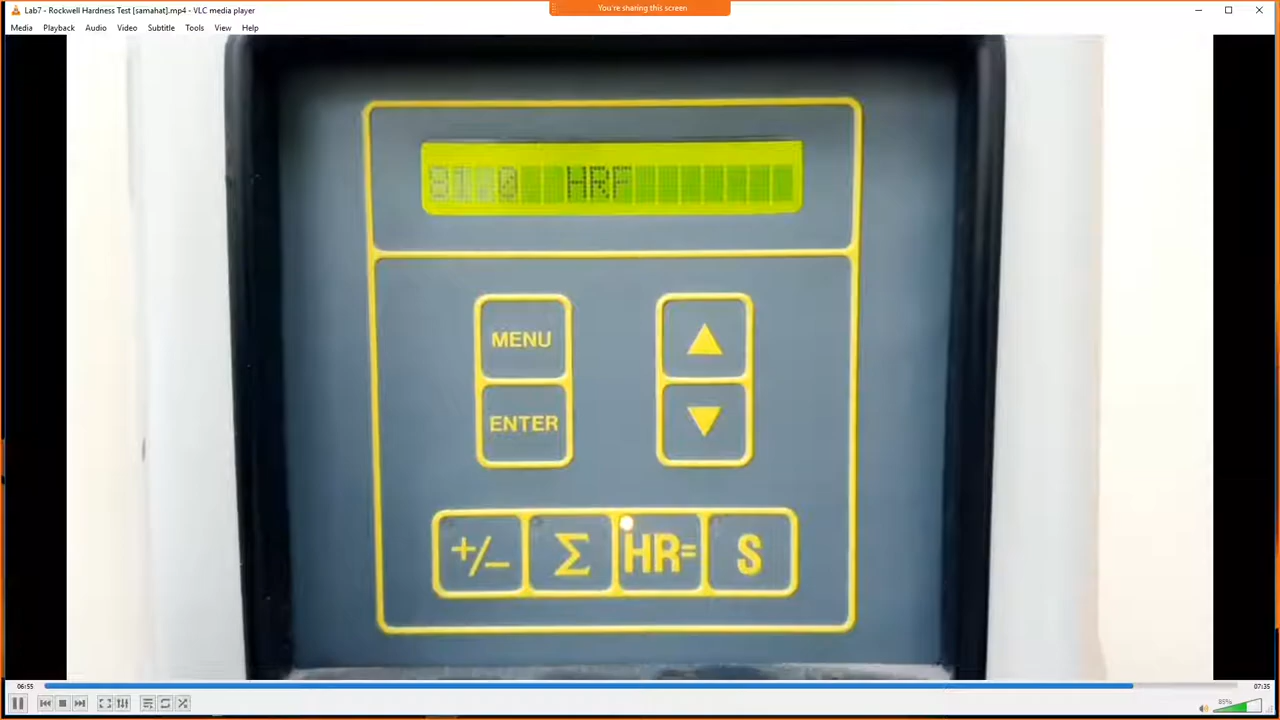 Lab7 - Rockwell Hardness Test [samahat].mp4 - VLC media player
You're sharing this screen
Media Playback Audio Video Subtitle Tools View Help
HRF
MENU
ENTER
+/- Σ HR= S
06:55
07:35
85%